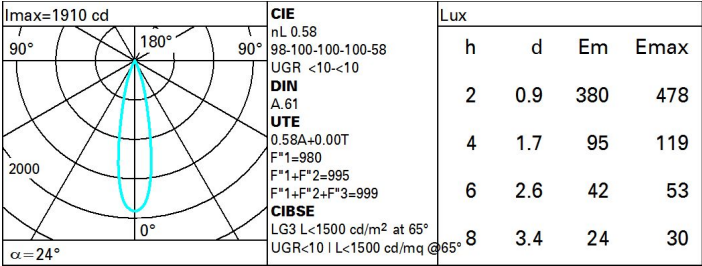 Imax=1910 cd
90°
180°
90°
2000
0°
α=24°
CIE
nL 0.58
98-100-100-100-58
UGR <10-<10
DIN
A.61
UTE
0.58A+0.00T
F"1=980
F"1+F"2=995
F"1+F"2+F"3=999
CIBSE
LG3 L<1500 cd/m² at 65°
UGR<10 | L<1500 cd/mq @65°
Lux
h d Em Emax
2 0.9 380 478
4 1.7 95 119
6 2.6 42 53
8 3.4 24 30